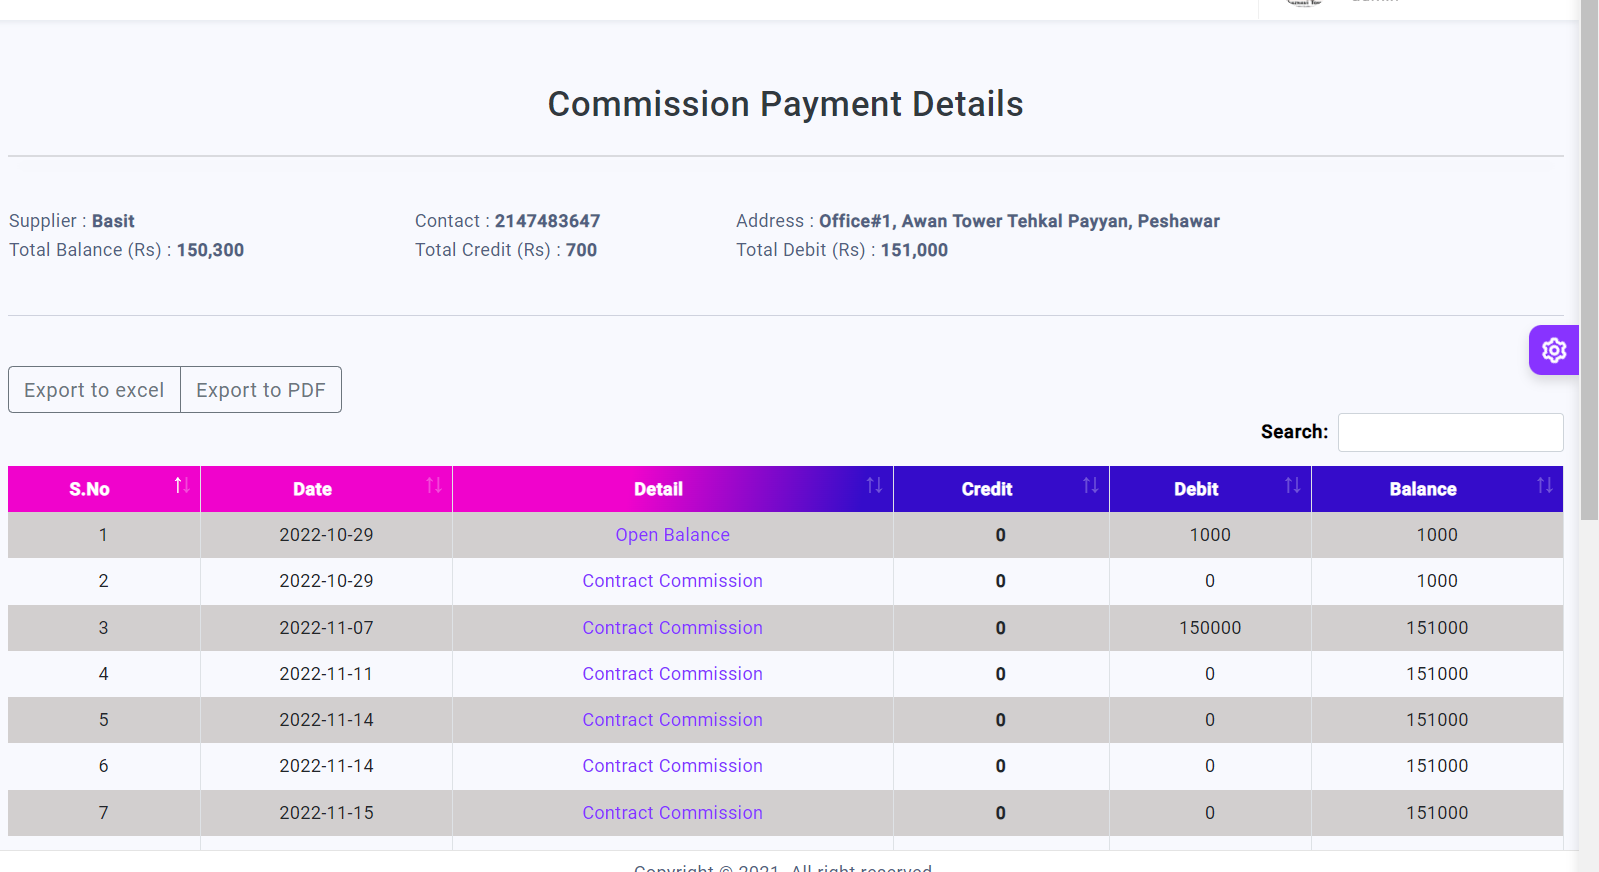 Commission Payment Details
Supplier : Basit Contact : 2147483647 Address : Office#1, Awan Tower Tehkal Payyan, Peshawar
Total Balance (Rs) : 150,300 Total Credit (Rs) : 700 Total Debit (Rs) : 151,000
Export to excel Export to PDF
Search:
S.No Date Detail Credit Debit Balance
1 2022-10-29 Open Balance 0 1000 1000
2 2022-10-29 Contract Commission 0 0 1000
3 2022-11-07 Contract Commission 0 150000 151000
4 2022-11-11 Contract Commission 0 0 151000
5 2022-11-14 Contract Commission 0 0 151000
6 2022-11-14 Contract Commission 0 0 151000
7 2022-11-15 Contract Commission 0 0 151000
Copyright © 2021. All right reserved